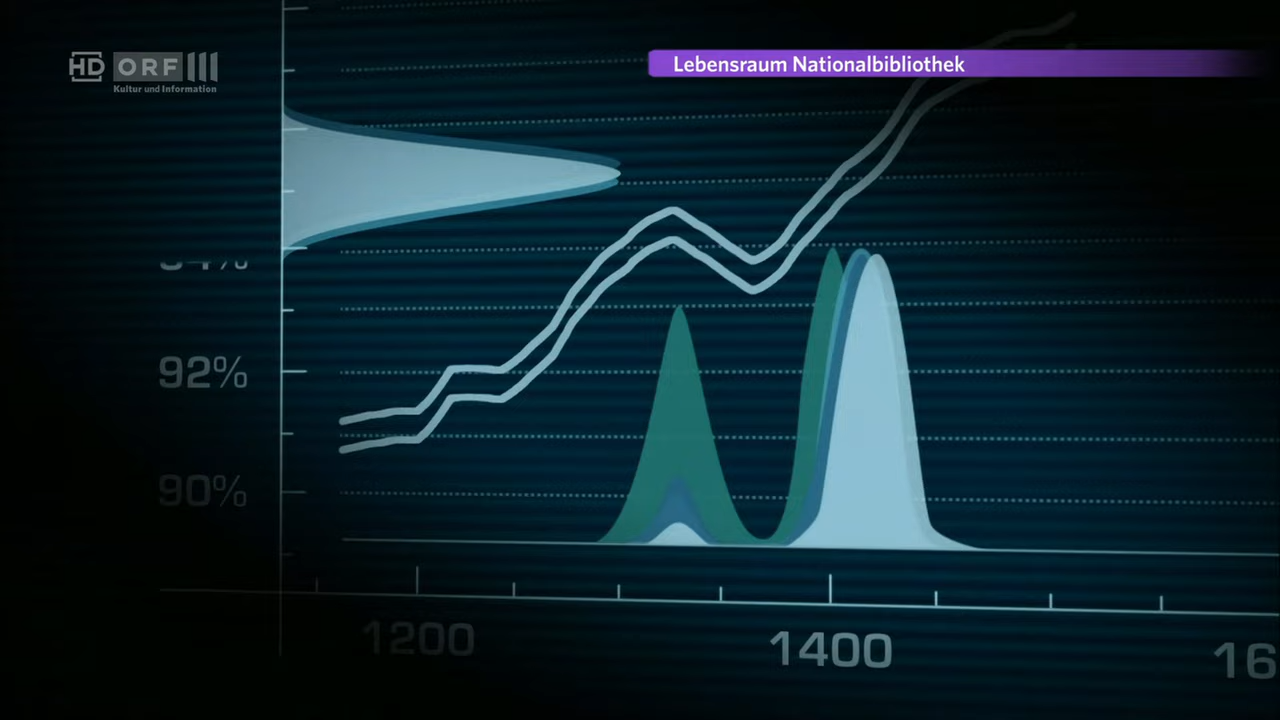 HD ORF III
Kultur und Information
Lebensraum Nationalbibliothek
92%
90%
1200
1400